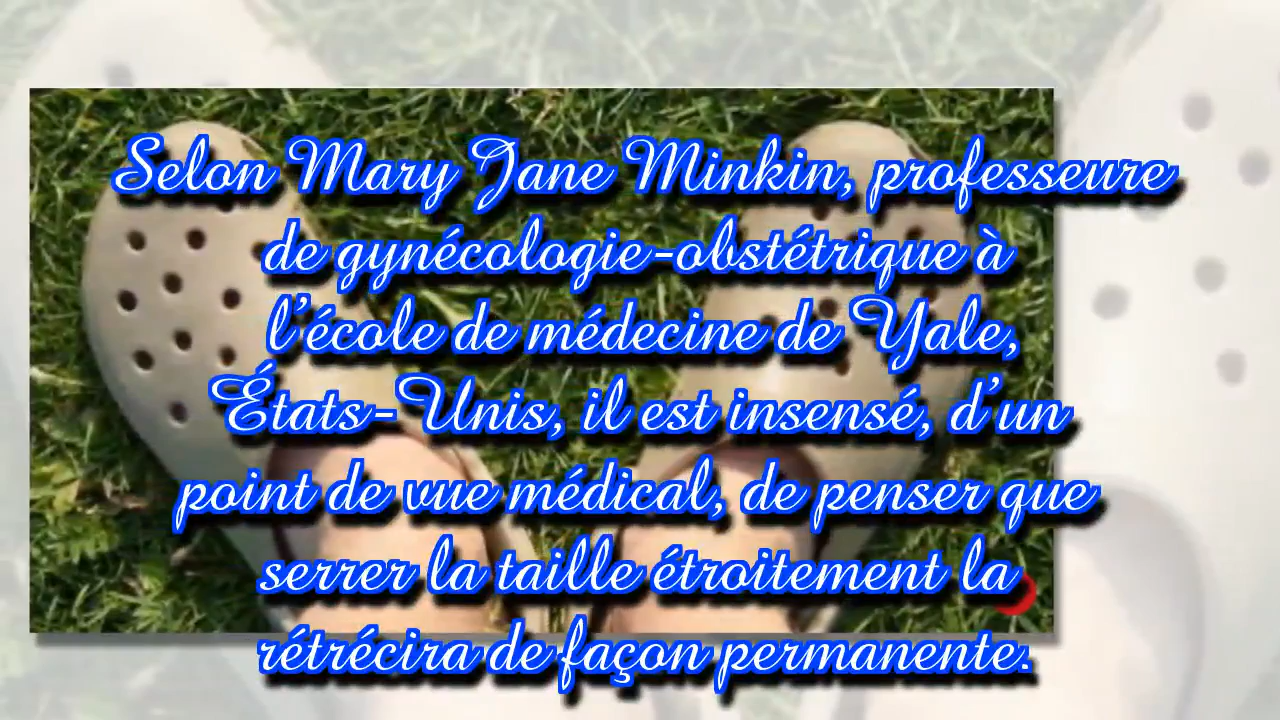 Selon Mary Jane Minkin, professeure
de gynécologie-obstétrique à
l'école de médecine de Yale,
États-Unis, il est insensé, d'un
point de vue médical, de penser que
serrer la taille étroitement la
rétrécira de façon permanente.